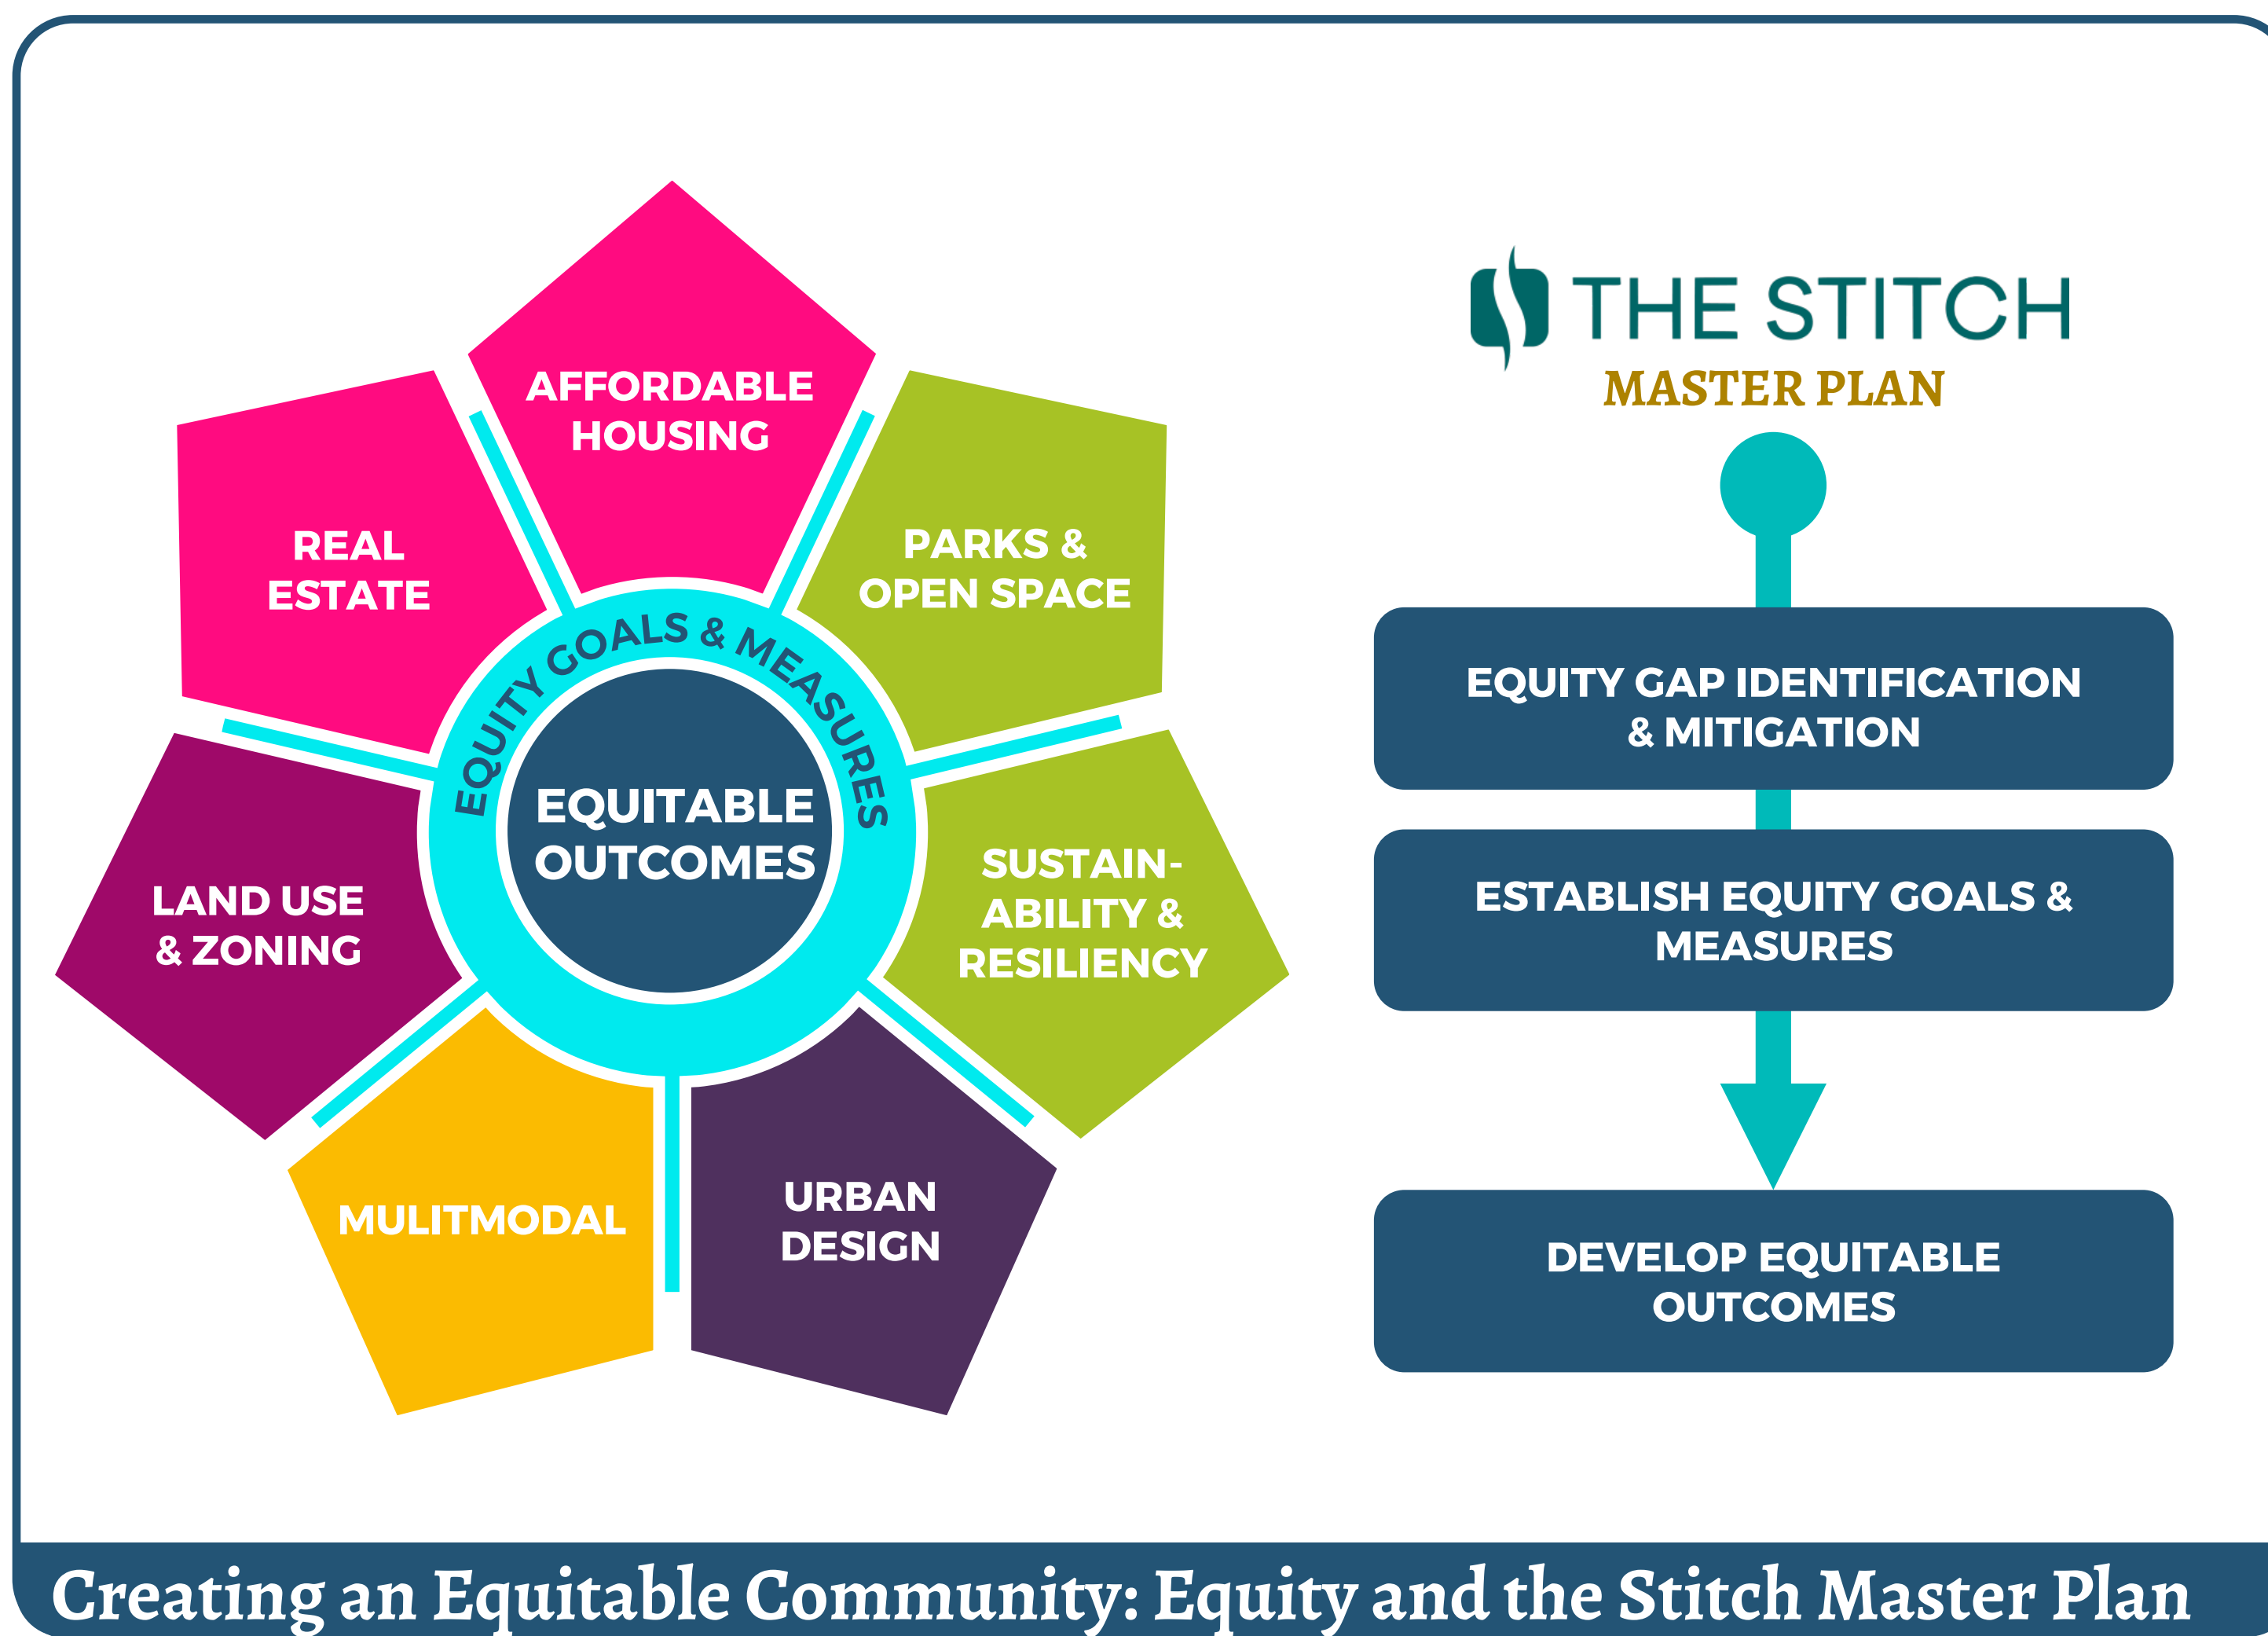 AFFORDABLE
HOUSING
REAL
ESTATE
PARKS &
OPEN SPACE
EQUITY GOALS & MEASURES
EQUITABLE
OUTCOMES
SUSTAIN-
ABILITY &
RESILIENCY
LAND USE
& ZONING
MULITMODAL
URBAN
DESIGN
THE STITCH
MASTER PLAN
EQUITY GAP IDENTIFICATION
& MITIGATION
ESTABLISH EQUITY GOALS &
MEASURES
DEVELOP EQUITABLE
OUTCOMES
Creating an Equitable Community: Equity and the Stitch Master Plan